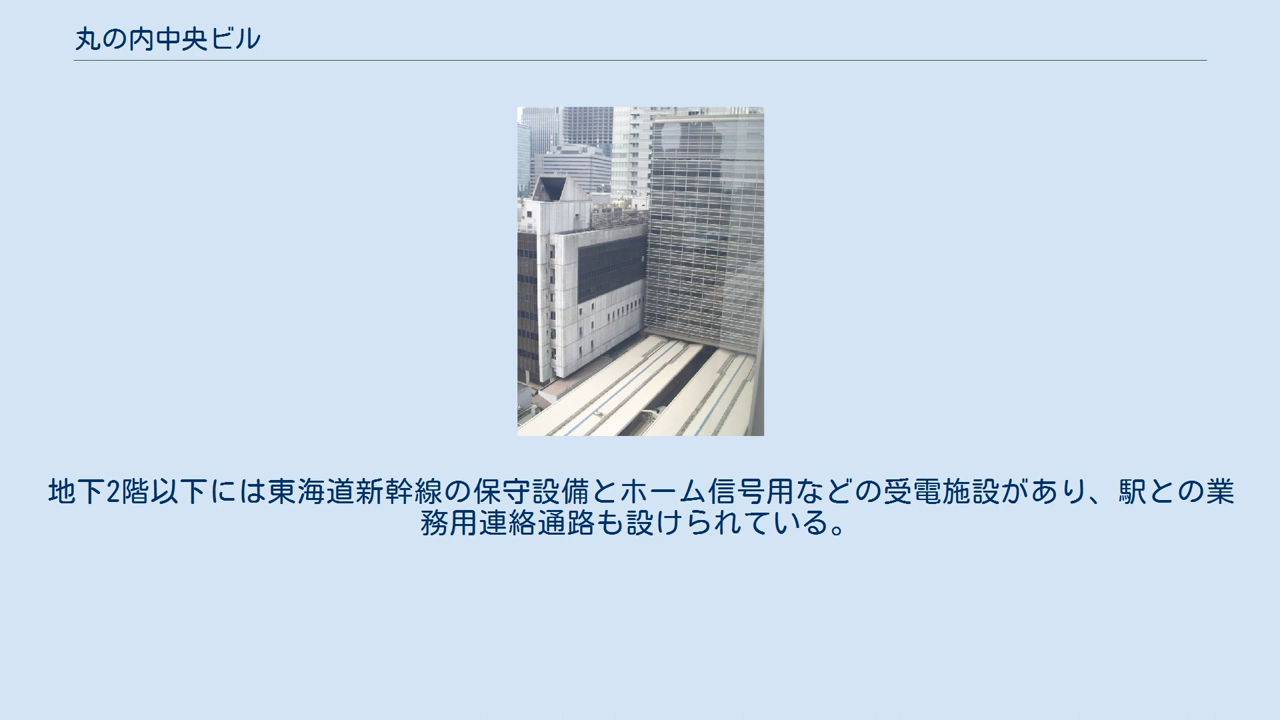 丸の内中央ビル
地下2階以下には東海道新幹線の保守設備とホーム信号用などの受電施設があり、駅との業
務用連絡通路も設けられている。